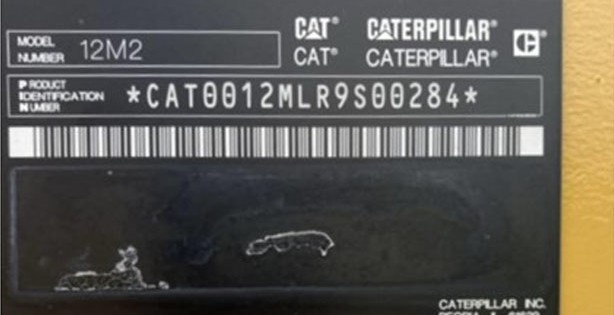 MODEL NUMBER 12M2
CAT® CATERPILLAR®
CAT® CATERPILLAR®
PRODUCT IDENTIFICATION NUMBER *CAT0012MLR9S00284*
CATERPILLAR INC.